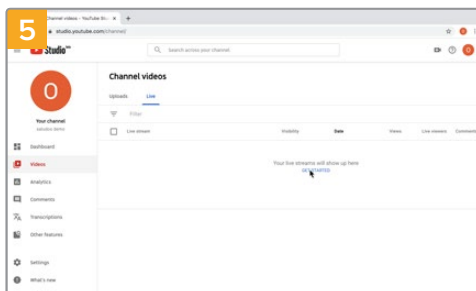 5
Channel videos - YouTube St
studio.youtube.com/channel/
Studio
Search across your channel
O
O
Your channel
Channel videos
Uploads
Live
Filter
Live stream
Visibility
Date
Views
Live viewers
Comments
Your live streams will show up here
GET STARTED
Dashboard
Videos
Analytics
Comments
Transcriptions
Other features
Settings
What's new